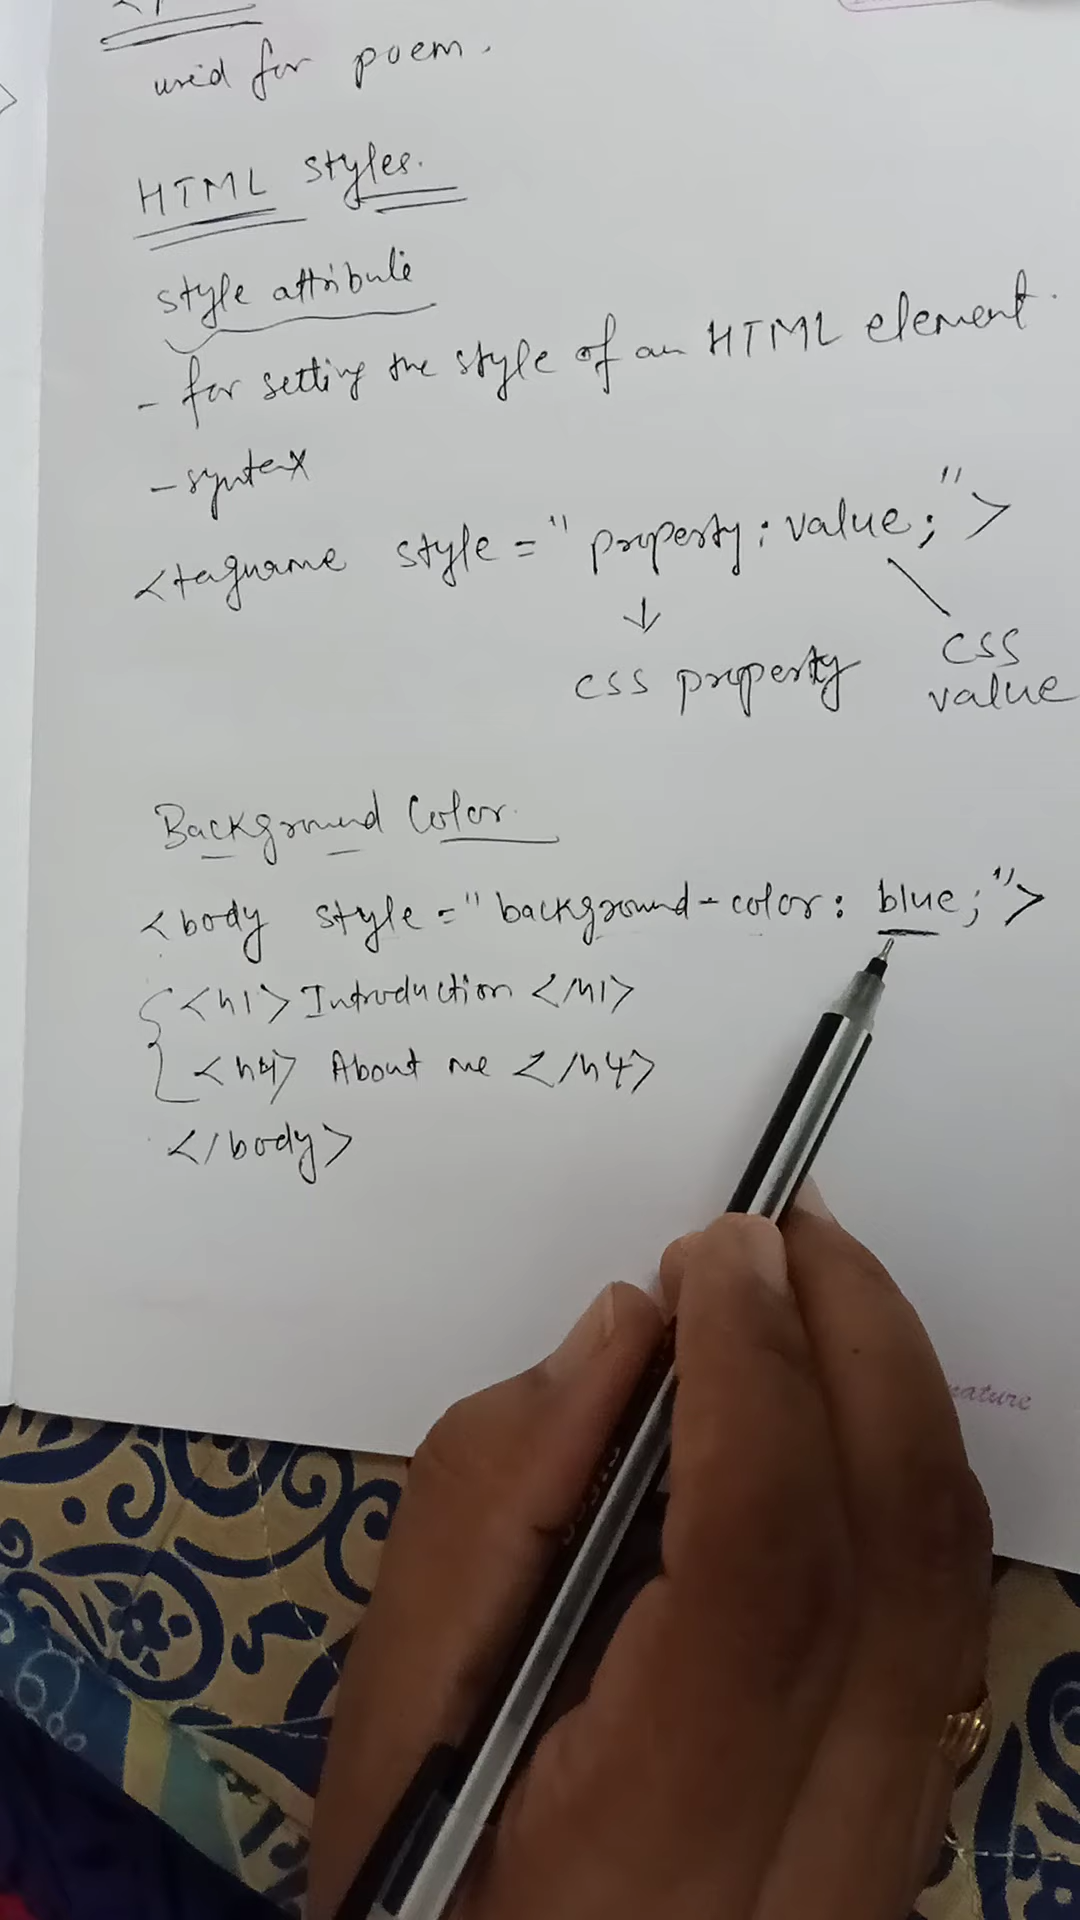 used for poem.
HTML styles.
style attribute
- for setting the style of an HTML element.
- syntax
<tagname style="property: value;">
↓
css property
css value
Background Color.
<body style="background-color: blue;">
<h1> Introduction </h1>
<h4> About me </h4>
</body>